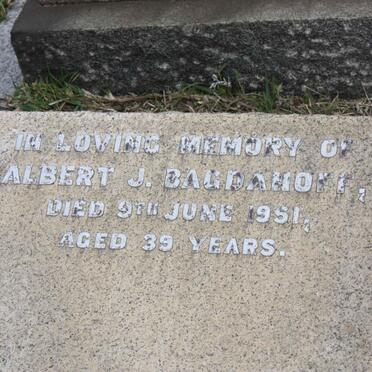 IN LOVING MEMORY OF
ALBERT J. BAGDAHOFF,
DIED 9TH JUNE 1951,
AGED 39 YEARS.